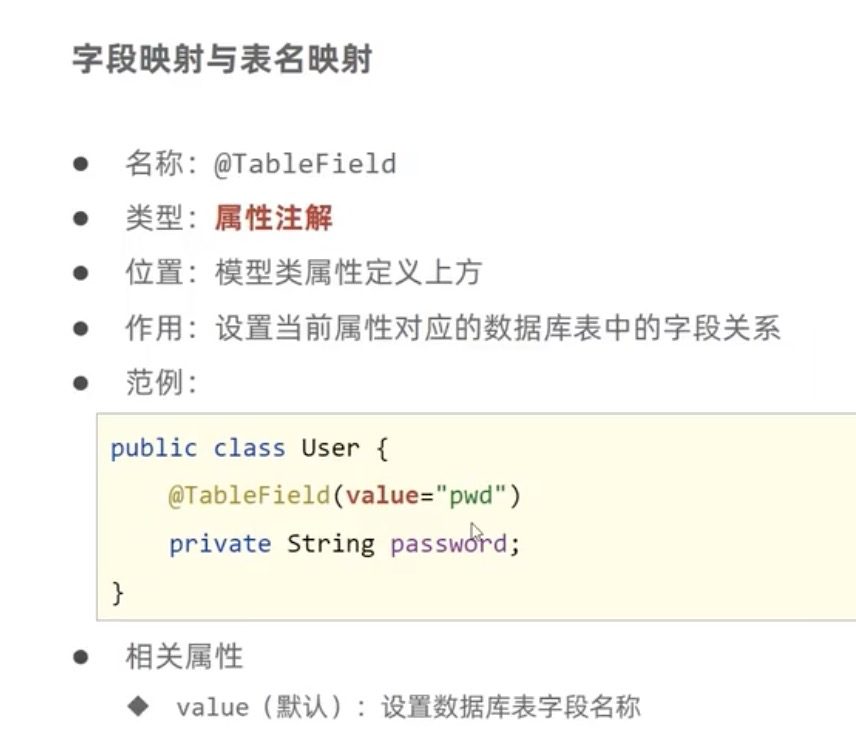 字段映射与表名映射
● 名称：@TableField
● 类型：属性注解
● 位置：模型类属性定义上方
● 作用：设置当前属性对应的数据库表中的字段关系
● 范例：
public class User {
    @TableField(value="pwd")
    private String password;
}
● 相关属性
◆ value（默认）：设置数据库表字段名称